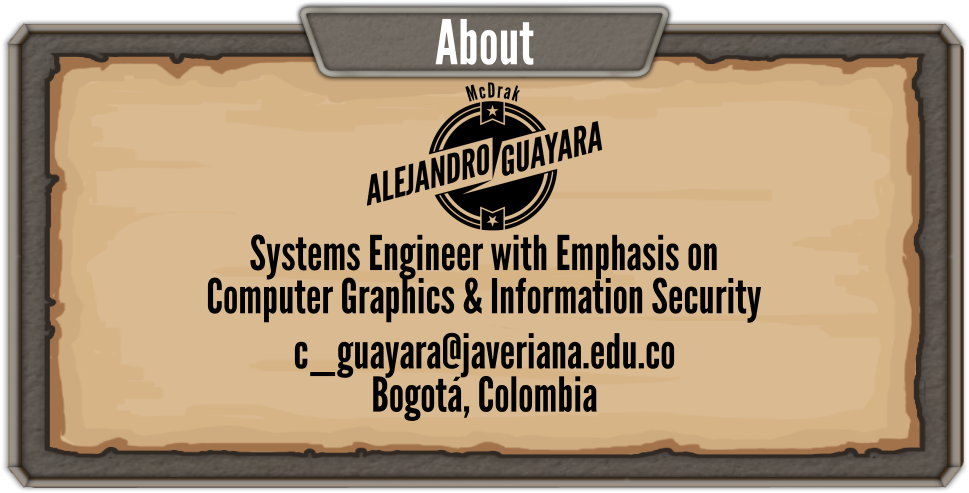 About
McDrak
ALEJANDRO GUAYARA
Systems Engineer with Emphasis on
Computer Graphics & Information Security
c_guayara@javeriana.edu.co
Bogotá, Colombia